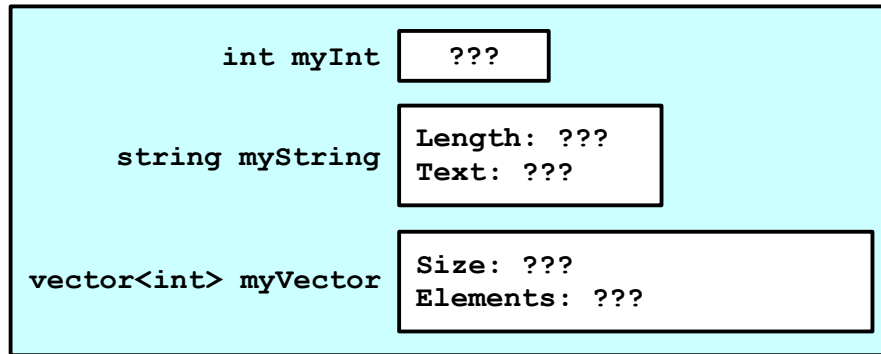 int myInt ???
string myString
Length: ???
Text: ???
vector<int> myVector
Size: ???
Elements: ???